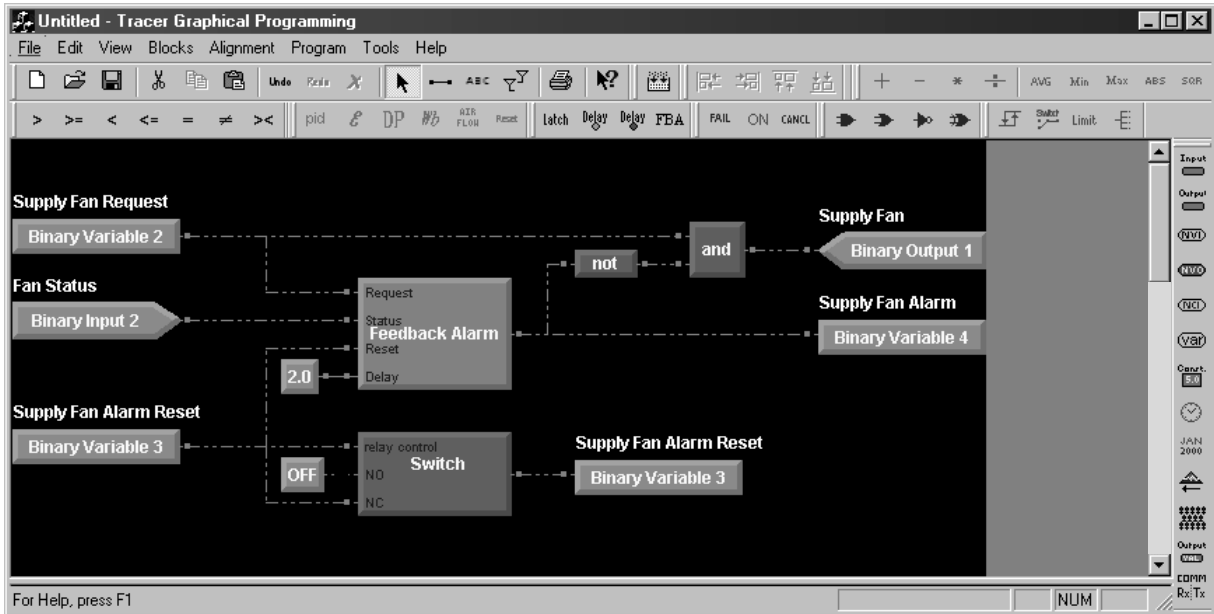 Untitled - Tracer Graphical Programming
File Edit View Blocks Alignment Program Tools Help
Undo Redo ABC + - * ÷ AVG Min Max ABS SQR
> >= < <= = ≠ >< pid DP AIR FLOW Reset Latch Delay Delay FBA FAIL ON CANCL Switch Limit
Input
Output
NVI
NVO
NCI
Var
Const.
5.0
JAN
2000
Output
VAL
COMM
Rx Tx
Supply Fan Request
Binary Variable 2
Fan Status
Binary Input 2
Supply Fan Alarm Reset
Binary Variable 3
Request
Status
Feedback Alarm
Reset
2.0
Delay
relay control
Switch
OFF
NO
NC
not
and
Supply Fan
Binary Output 1
Supply Fan Alarm
Binary Variable 4
Supply Fan Alarm Reset
Binary Variable 3
For Help, press F1
NUM